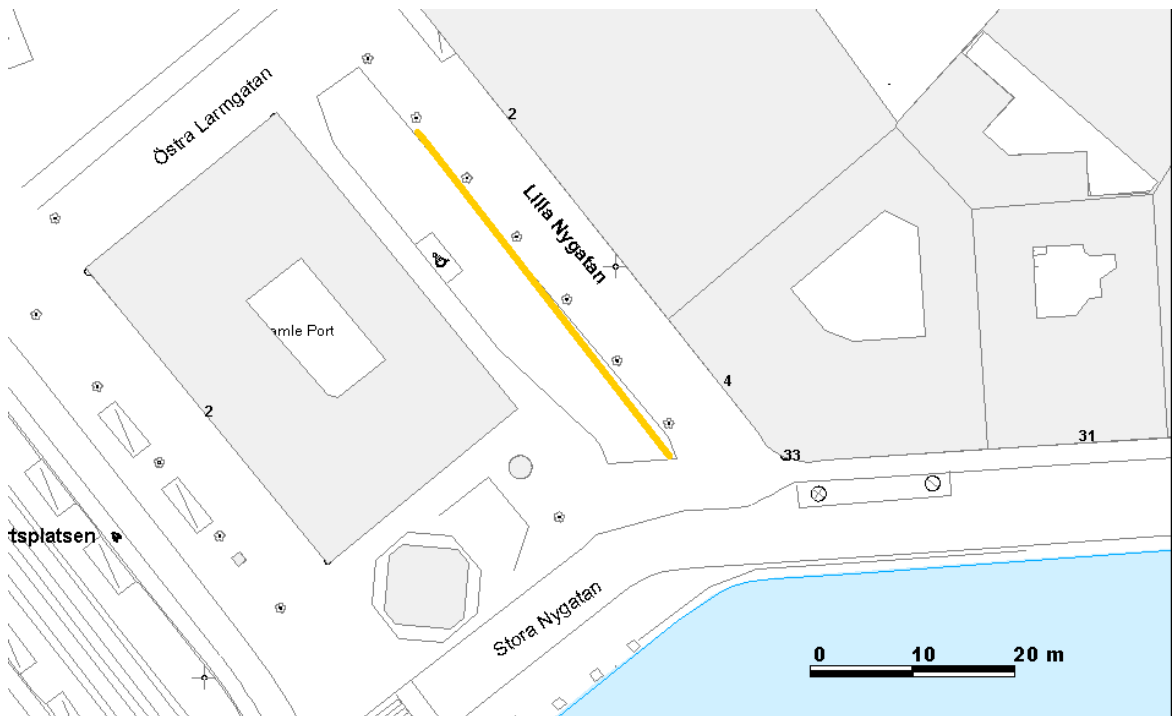 Östra Larmgatan
2
Lilla Nygatan
amle Port
2
4
33
31
tsplatsen
Stora Nygatan
0 10 20 m